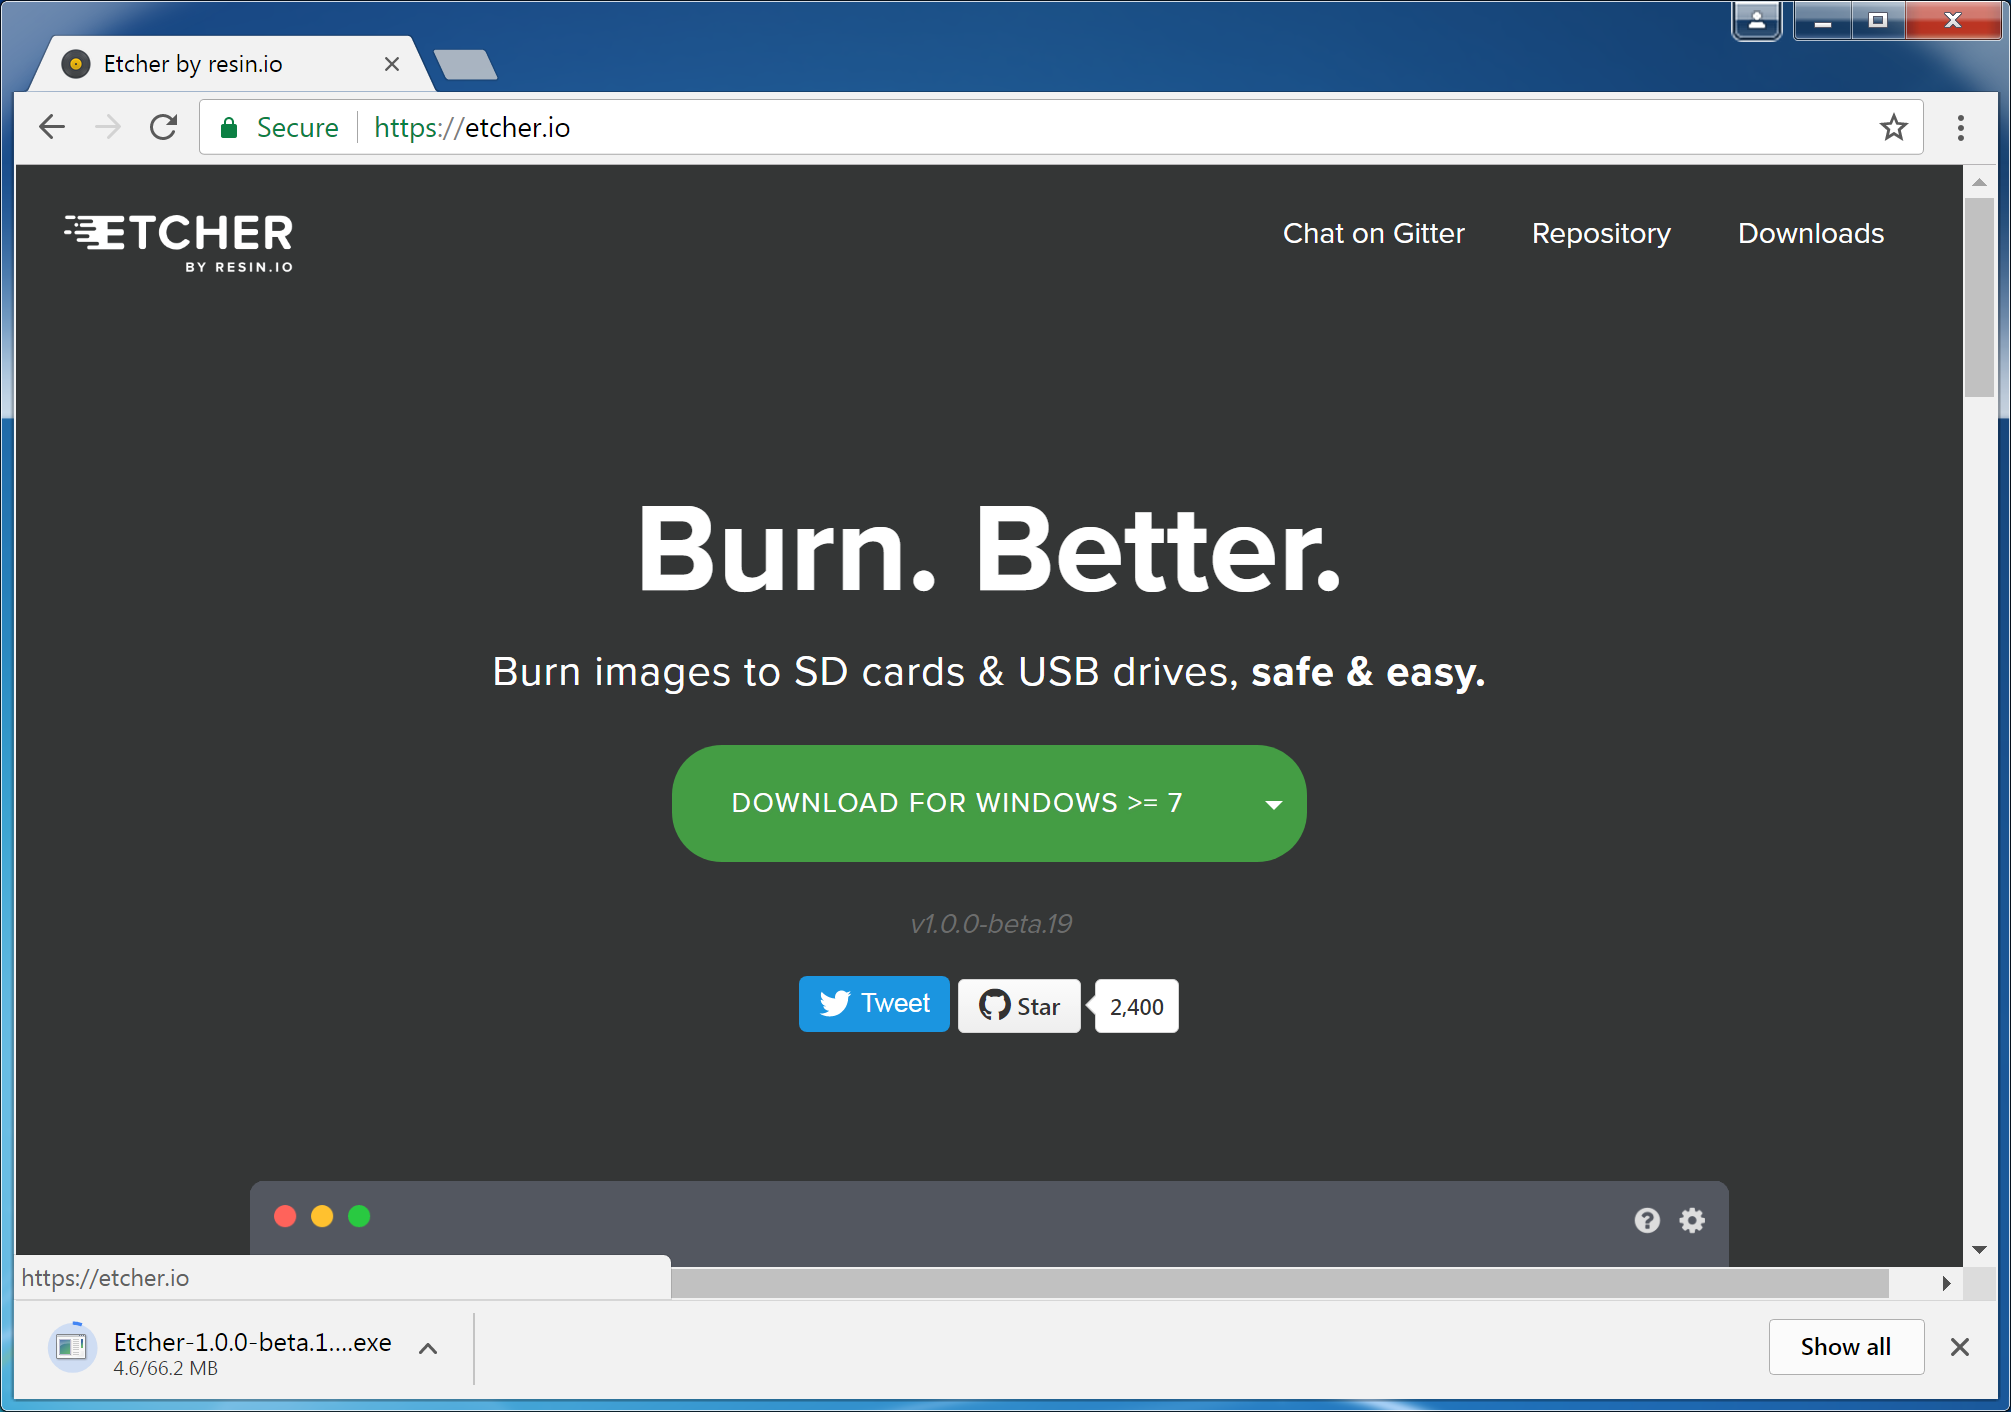 Etcher by resin.io
Secure
https://etcher.io
ETCHER
BY RESIN.IO
Chat on Gitter
Repository
Downloads
Burn. Better.
Burn images to SD cards & USB drives, safe & easy.
DOWNLOAD FOR WINDOWS >= 7
v1.0.0-beta.19
Tweet
Star
2,400
https://etcher.io
Etcher-1.0.0-beta.1....exe
4.6/66.2 MB
Show all